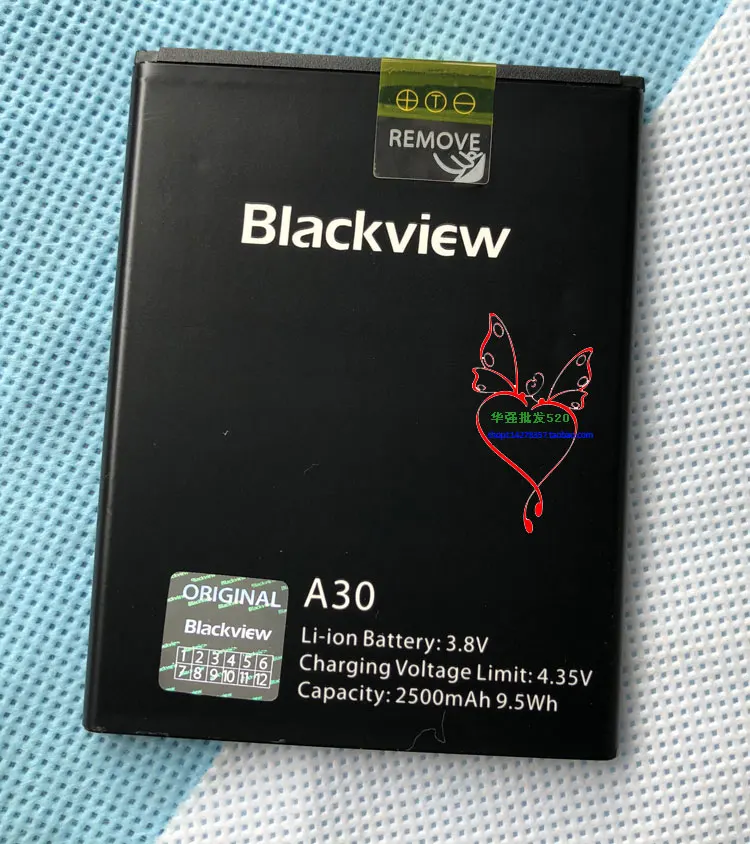 REMOVE
Blackview
华强批发520
ORIGINAL
Blackview
1 2 3 4 5 6
7 8 9 10 11 12
A30
Li-ion Battery: 3.8V
Charging Voltage Limit: 4.35V
Capacity: 2500mAh 9.5Wh